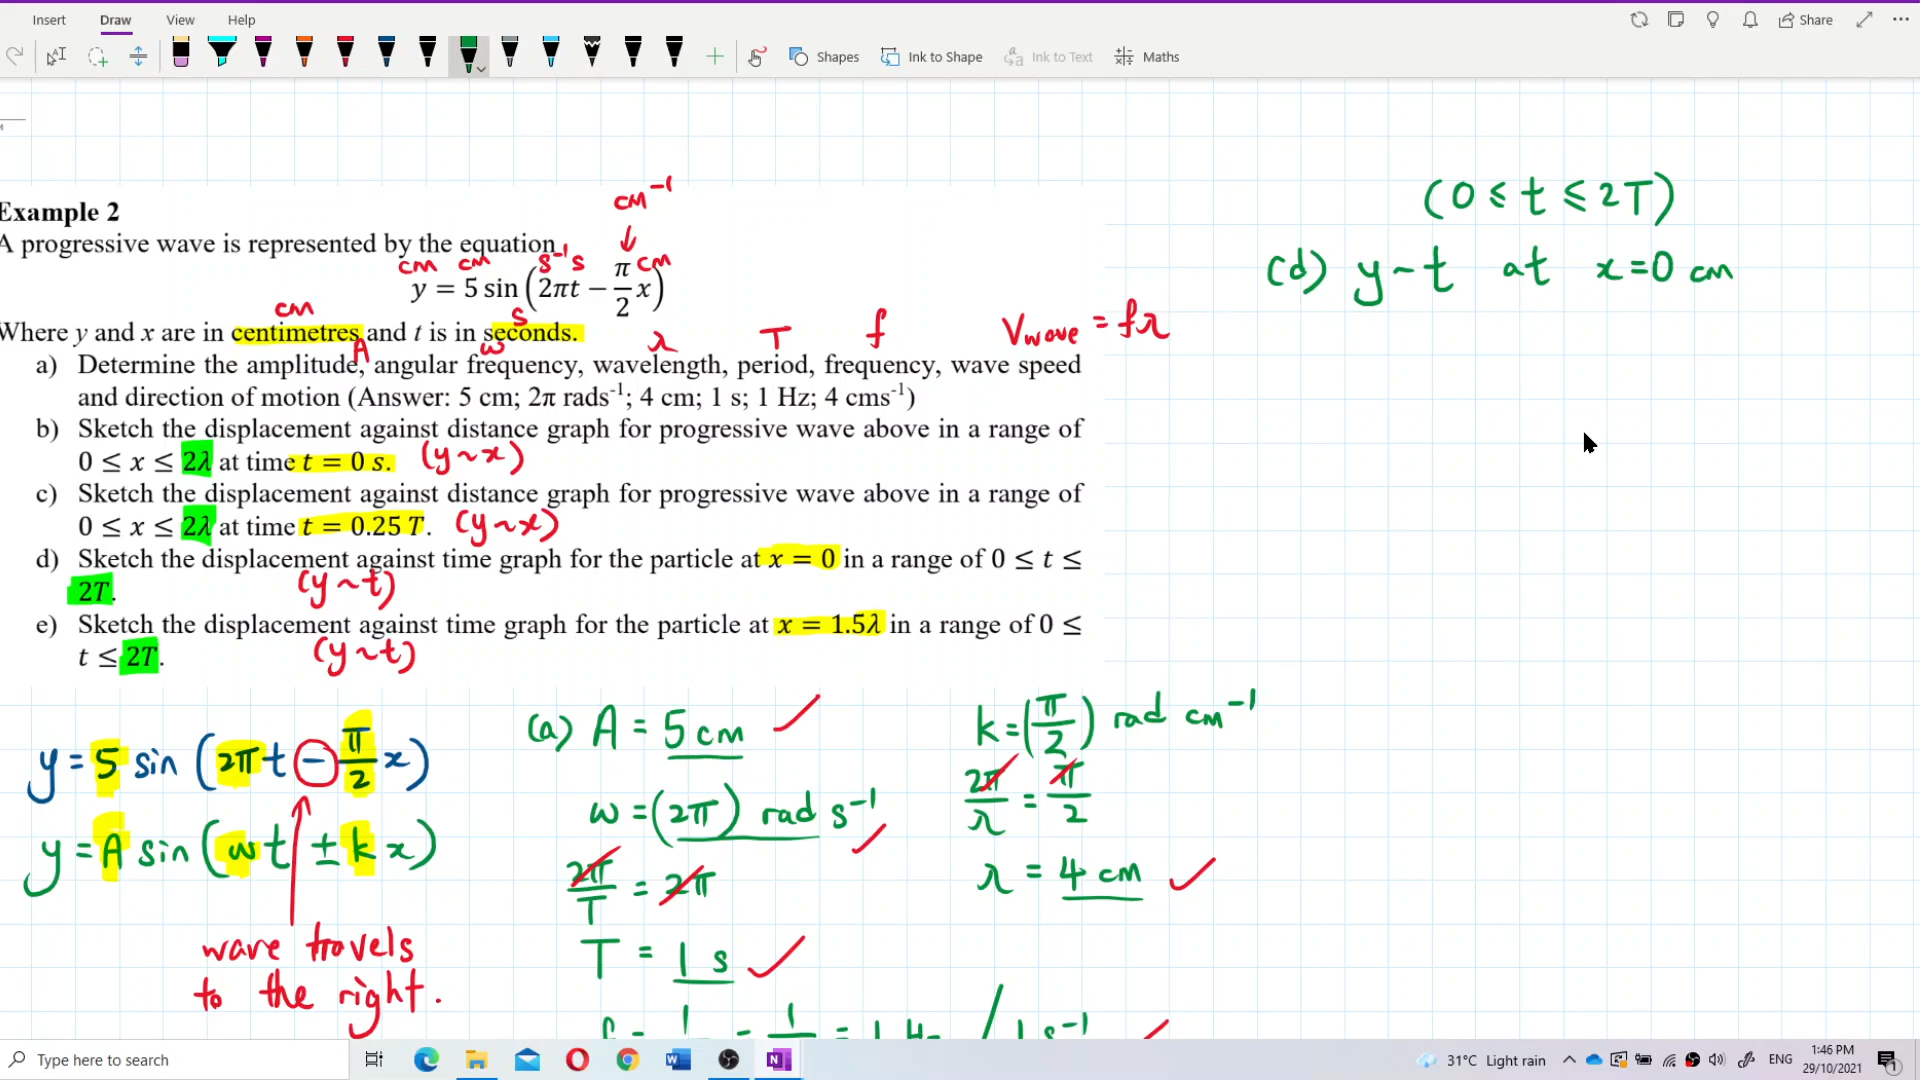 Insert Draw View Help
Share
Shapes Ink to Shape Ink to Text Maths
Example 2
A progressive wave is represented by the equation
cm⁻¹
↓
cm cm s⁻¹ s cm
y = 5 sin (2πt − π/2 x)
cm s
Where y and x are in centimetres and t is in seconds.
A ω λ T f V wave = fλ
a) Determine the amplitude, angular frequency, wavelength, period, frequency, wave speed
and direction of motion (Answer: 5 cm; 2π rads⁻¹; 4 cm; 1 s; 1 Hz; 4 cms⁻¹)
b) Sketch the displacement against distance graph for progressive wave above in a range of
0 ≤ x ≤ 2λ at time t = 0 s. (y ~ x)
c) Sketch the displacement against distance graph for progressive wave above in a range of
0 ≤ x ≤ 2λ at time t = 0.25 T. (y ~ x)
d) Sketch the displacement against time graph for the particle at x = 0 in a range of 0 ≤ t ≤
2T. (y ~ t)
e) Sketch the displacement against time graph for the particle at x = 1.5λ in a range of 0 ≤
t ≤ 2T. (y ~ t)
(0 ≤ t ≤ 2T)
(d) y ~ t at x = 0 cm
y = 5 sin (2πt − π/2 x)
y = A sin (ωt ± kx)
wave travels
to the right.
(a) A = 5 cm
ω = (2π) rad s⁻¹
2π/T = 2π
T = 1 s
k = (π/2) rad cm⁻¹
2π/λ = π/2
λ = 4 cm
Type here to search
31°C Light rain
ENG
1:46 PM
29/10/2021
1